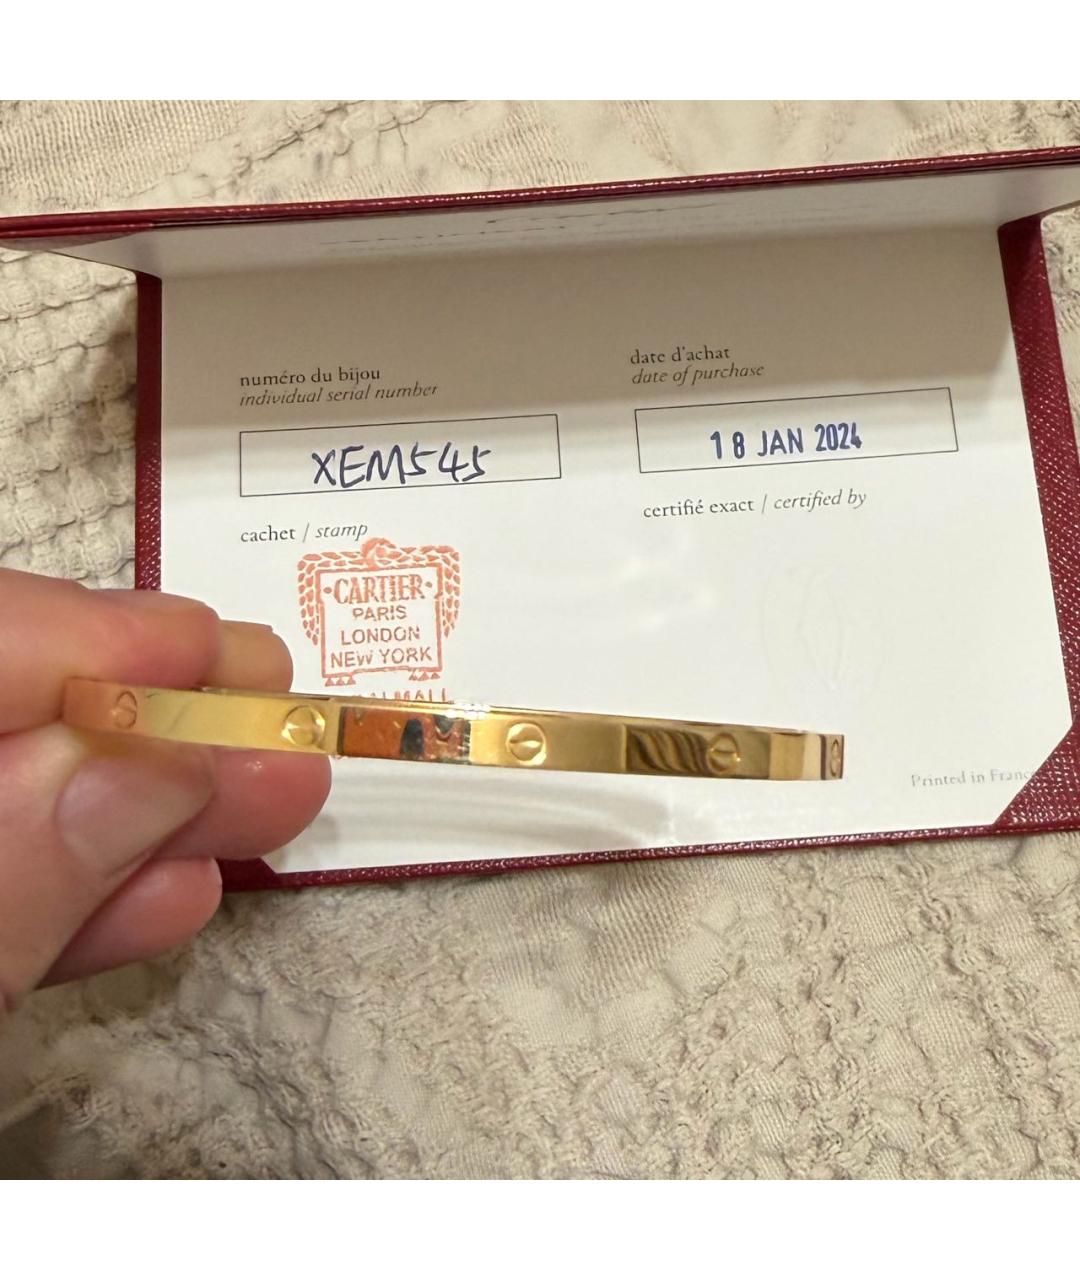 numéro du bijou
individual serial number
XEM545
date d'achat
date of purchase
18 JAN 2024
cachet / stamp
certifié exact / certified by
·CARTIER·
PARIS
LONDON
NEW YORK
Printed in France